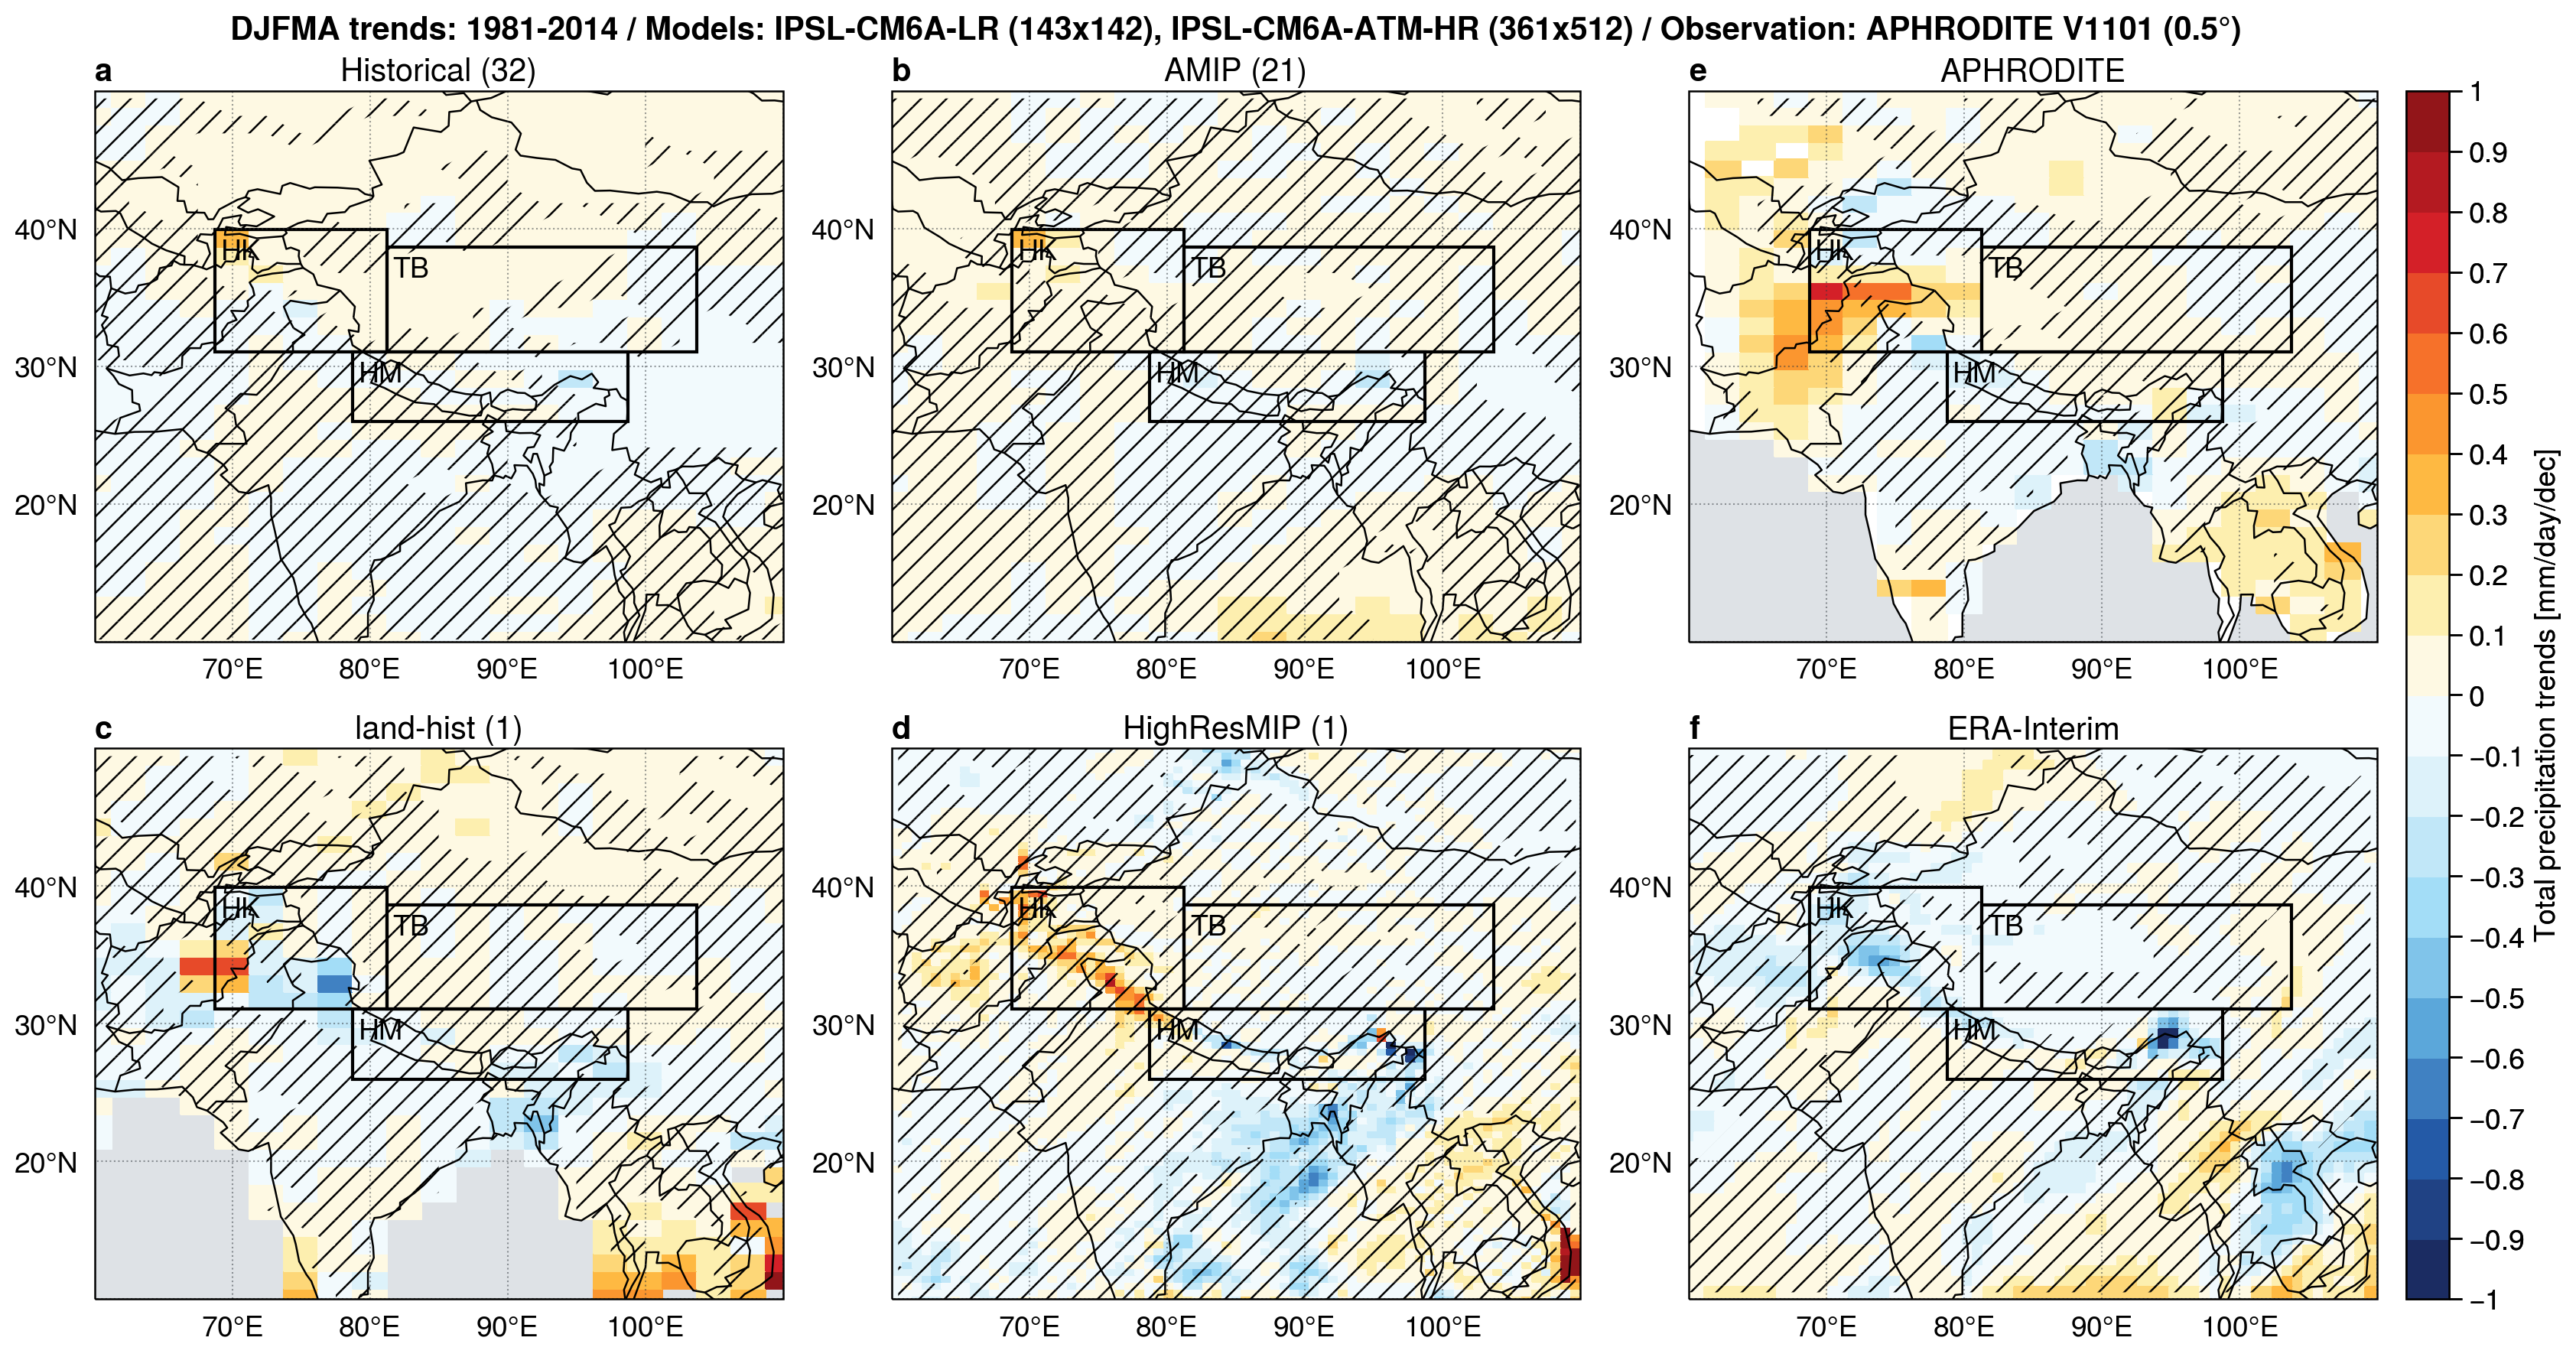 DJFMA trends: 1981-2014 / Models: IPSL-CM6A-LR (143x142), IPSL-CM6A-ATM-HR (361x512) / Observation: APHRODITE V1101 (0.5°)
a Historical (32)
40°N
30°N
20°N
70°E 80°E 90°E 100°E
HK
TB
HM
b AMIP (21)
40°N
30°N
20°N
70°E 80°E 90°E 100°E
HK
TB
HM
e APHRODITE
40°N
30°N
20°N
70°E 80°E 90°E 100°E
HK
TB
HM
c land-hist (1)
40°N
30°N
20°N
70°E 80°E 90°E 100°E
HK
TB
HM
d HighResMIP (1)
40°N
30°N
20°N
70°E 80°E 90°E 100°E
HK
TB
HM
f ERA-Interim
40°N
30°N
20°N
70°E 80°E 90°E 100°E
HK
TB
HM
1
0.9
0.8
0.7
0.6
0.5
0.4
0.3
0.2
0.1
0
−0.1
−0.2
−0.3
−0.4
−0.5
−0.6
−0.7
−0.8
−0.9
−1
Total precipitation trends [mm/day/dec]